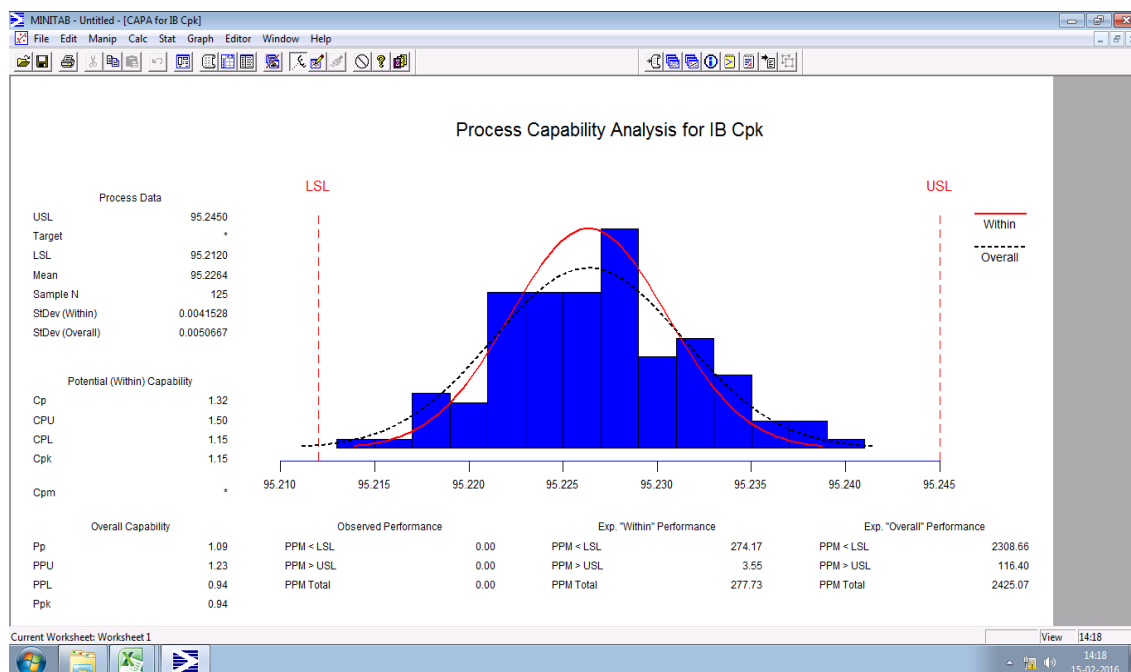 MINITAB - Untitled - [CAPA for IB Cpk]
File Edit Manip Calc Stat Graph Editor Window Help
Process Capability Analysis for IB Cpk
LSL USL
Process Data
USL 95.2450
Target *
LSL 95.2120
Mean 95.2264
Sample N 125
StDev (Within) 0.0041528
StDev (Overall) 0.0050667
Within
Overall
Potential (Within) Capability
Cp 1.32
CPU 1.50
CPL 1.15
Cpk 1.15
Cpm *
95.210 95.215 95.220 95.225 95.230 95.235 95.240 95.245
Overall Capability
Pp 1.09
PPU 1.23
PPL 0.94
Ppk 0.94
Observed Performance
PPM < LSL 0.00
PPM > USL 0.00
PPM Total 0.00
Exp. "Within" Performance
PPM < LSL 274.17
PPM > USL 3.55
PPM Total 277.73
Exp. "Overall" Performance
PPM < LSL 2308.66
PPM > USL 116.40
PPM Total 2425.07
Current Worksheet: Worksheet 1 View 14:18
14:18
15-02-2016